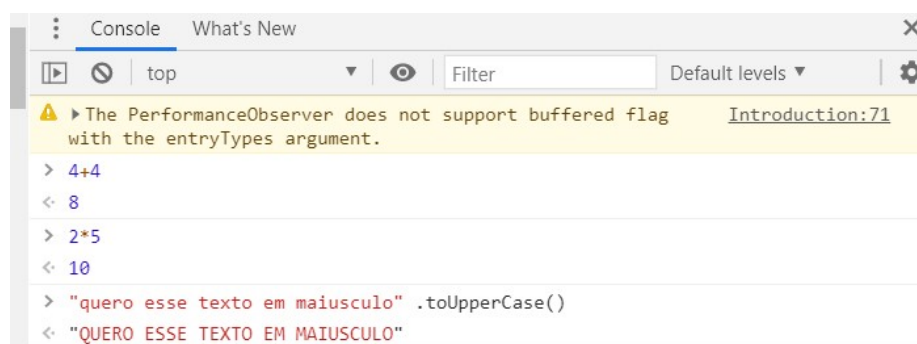 Console What's New
top Filter Default levels
The PerformanceObserver does not support buffered flag Introduction:71
with the entryTypes argument.
> 4+4
< 8
> 2*5
< 10
> "quero esse texto em maiusculo" .toUpperCase()
< "QUERO ESSE TEXTO EM MAIUSCULO"